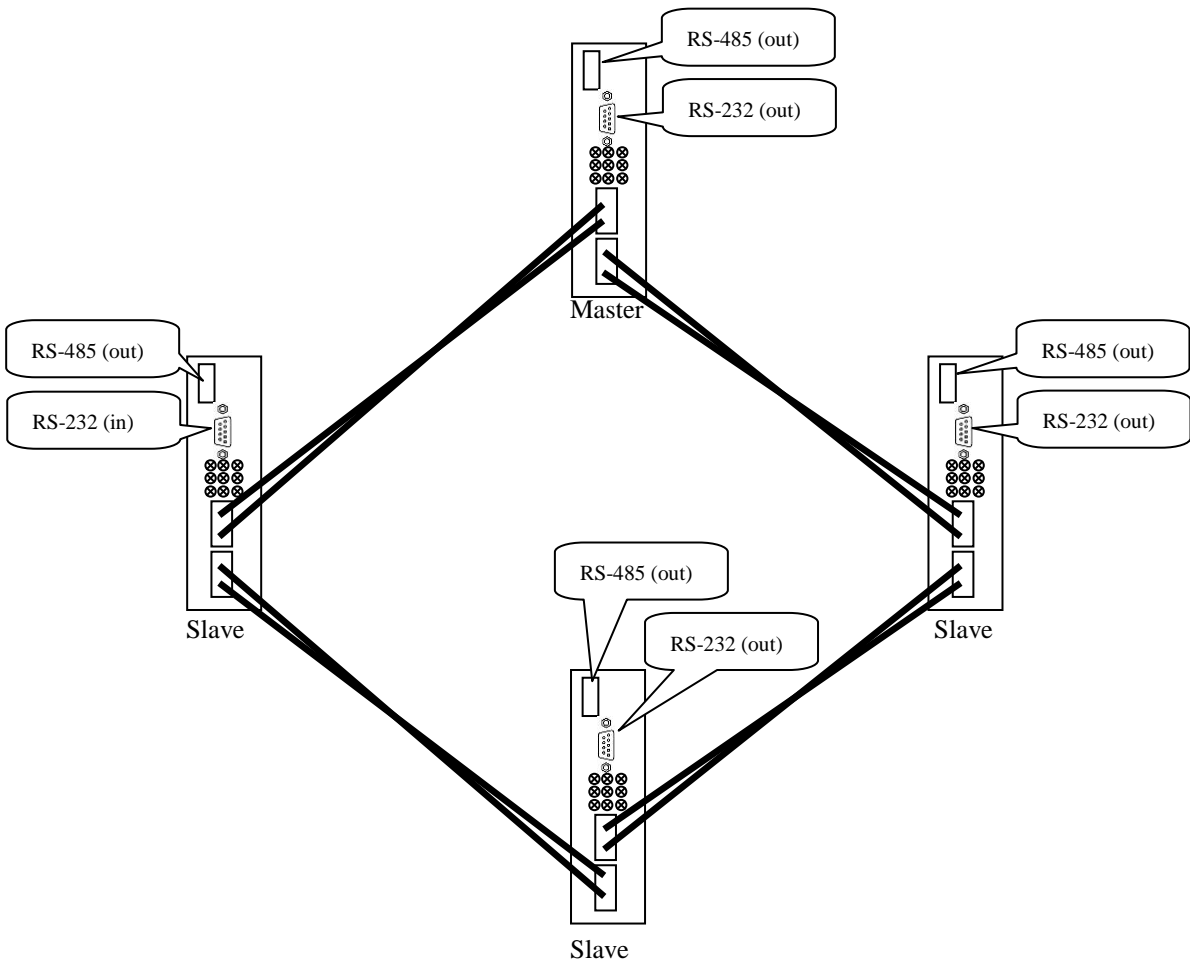 RS-485 (out)
RS-232 (out)
Master
RS-485 (out)
RS-232 (in)
Slave
RS-485 (out)
RS-232 (out)
Slave
RS-485 (out)
RS-232 (out)
Slave